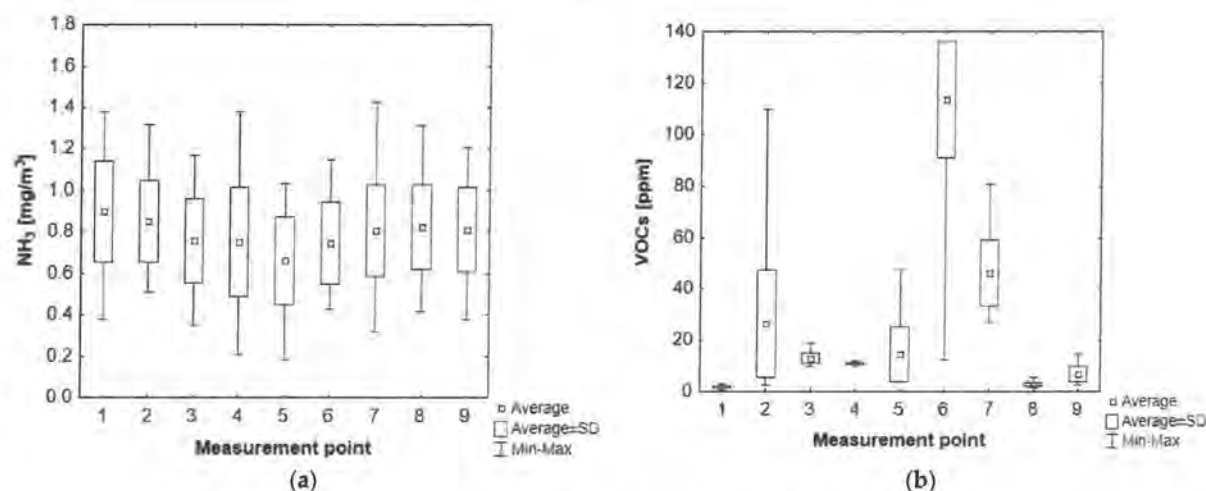 1.8
1.6
1.4
1.2
1.0
0.8
0.6
0.4
0.2
0.0
NH₃ [mg/m³]
1 2 3 4 5 6 7 8 9
Measurement point
Average
Average±SD
Min-Max
(a)
140
120
100
80
60
40
20
0
VOCs [ppm]
1 2 3 4 5 6 7 8 9
Measurement point
Average
Average±SD
Min-Max
(b)